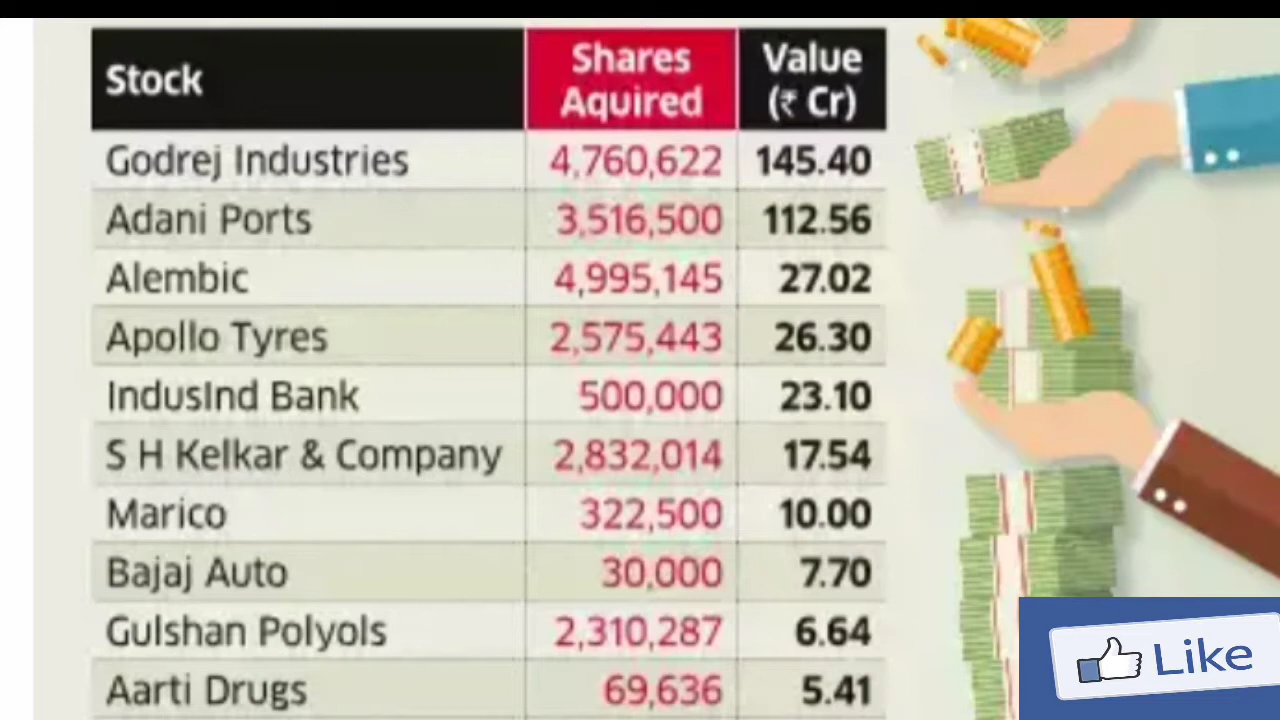 Stock Shares Aquired Value (₹ Cr)
Godrej Industries 4,760,622 145.40
Adani Ports 3,516,500 112.56
Alembic 4,995,145 27.02
Apollo Tyres 2,575,443 26.30
IndusInd Bank 500,000 23.10
S H Kelkar & Company 2,832,014 17.54
Marico 322,500 10.00
Bajaj Auto 30,000 7.70
Gulshan Polyols 2,310,287 6.64
Aarti Drugs 69,636 5.41
Like